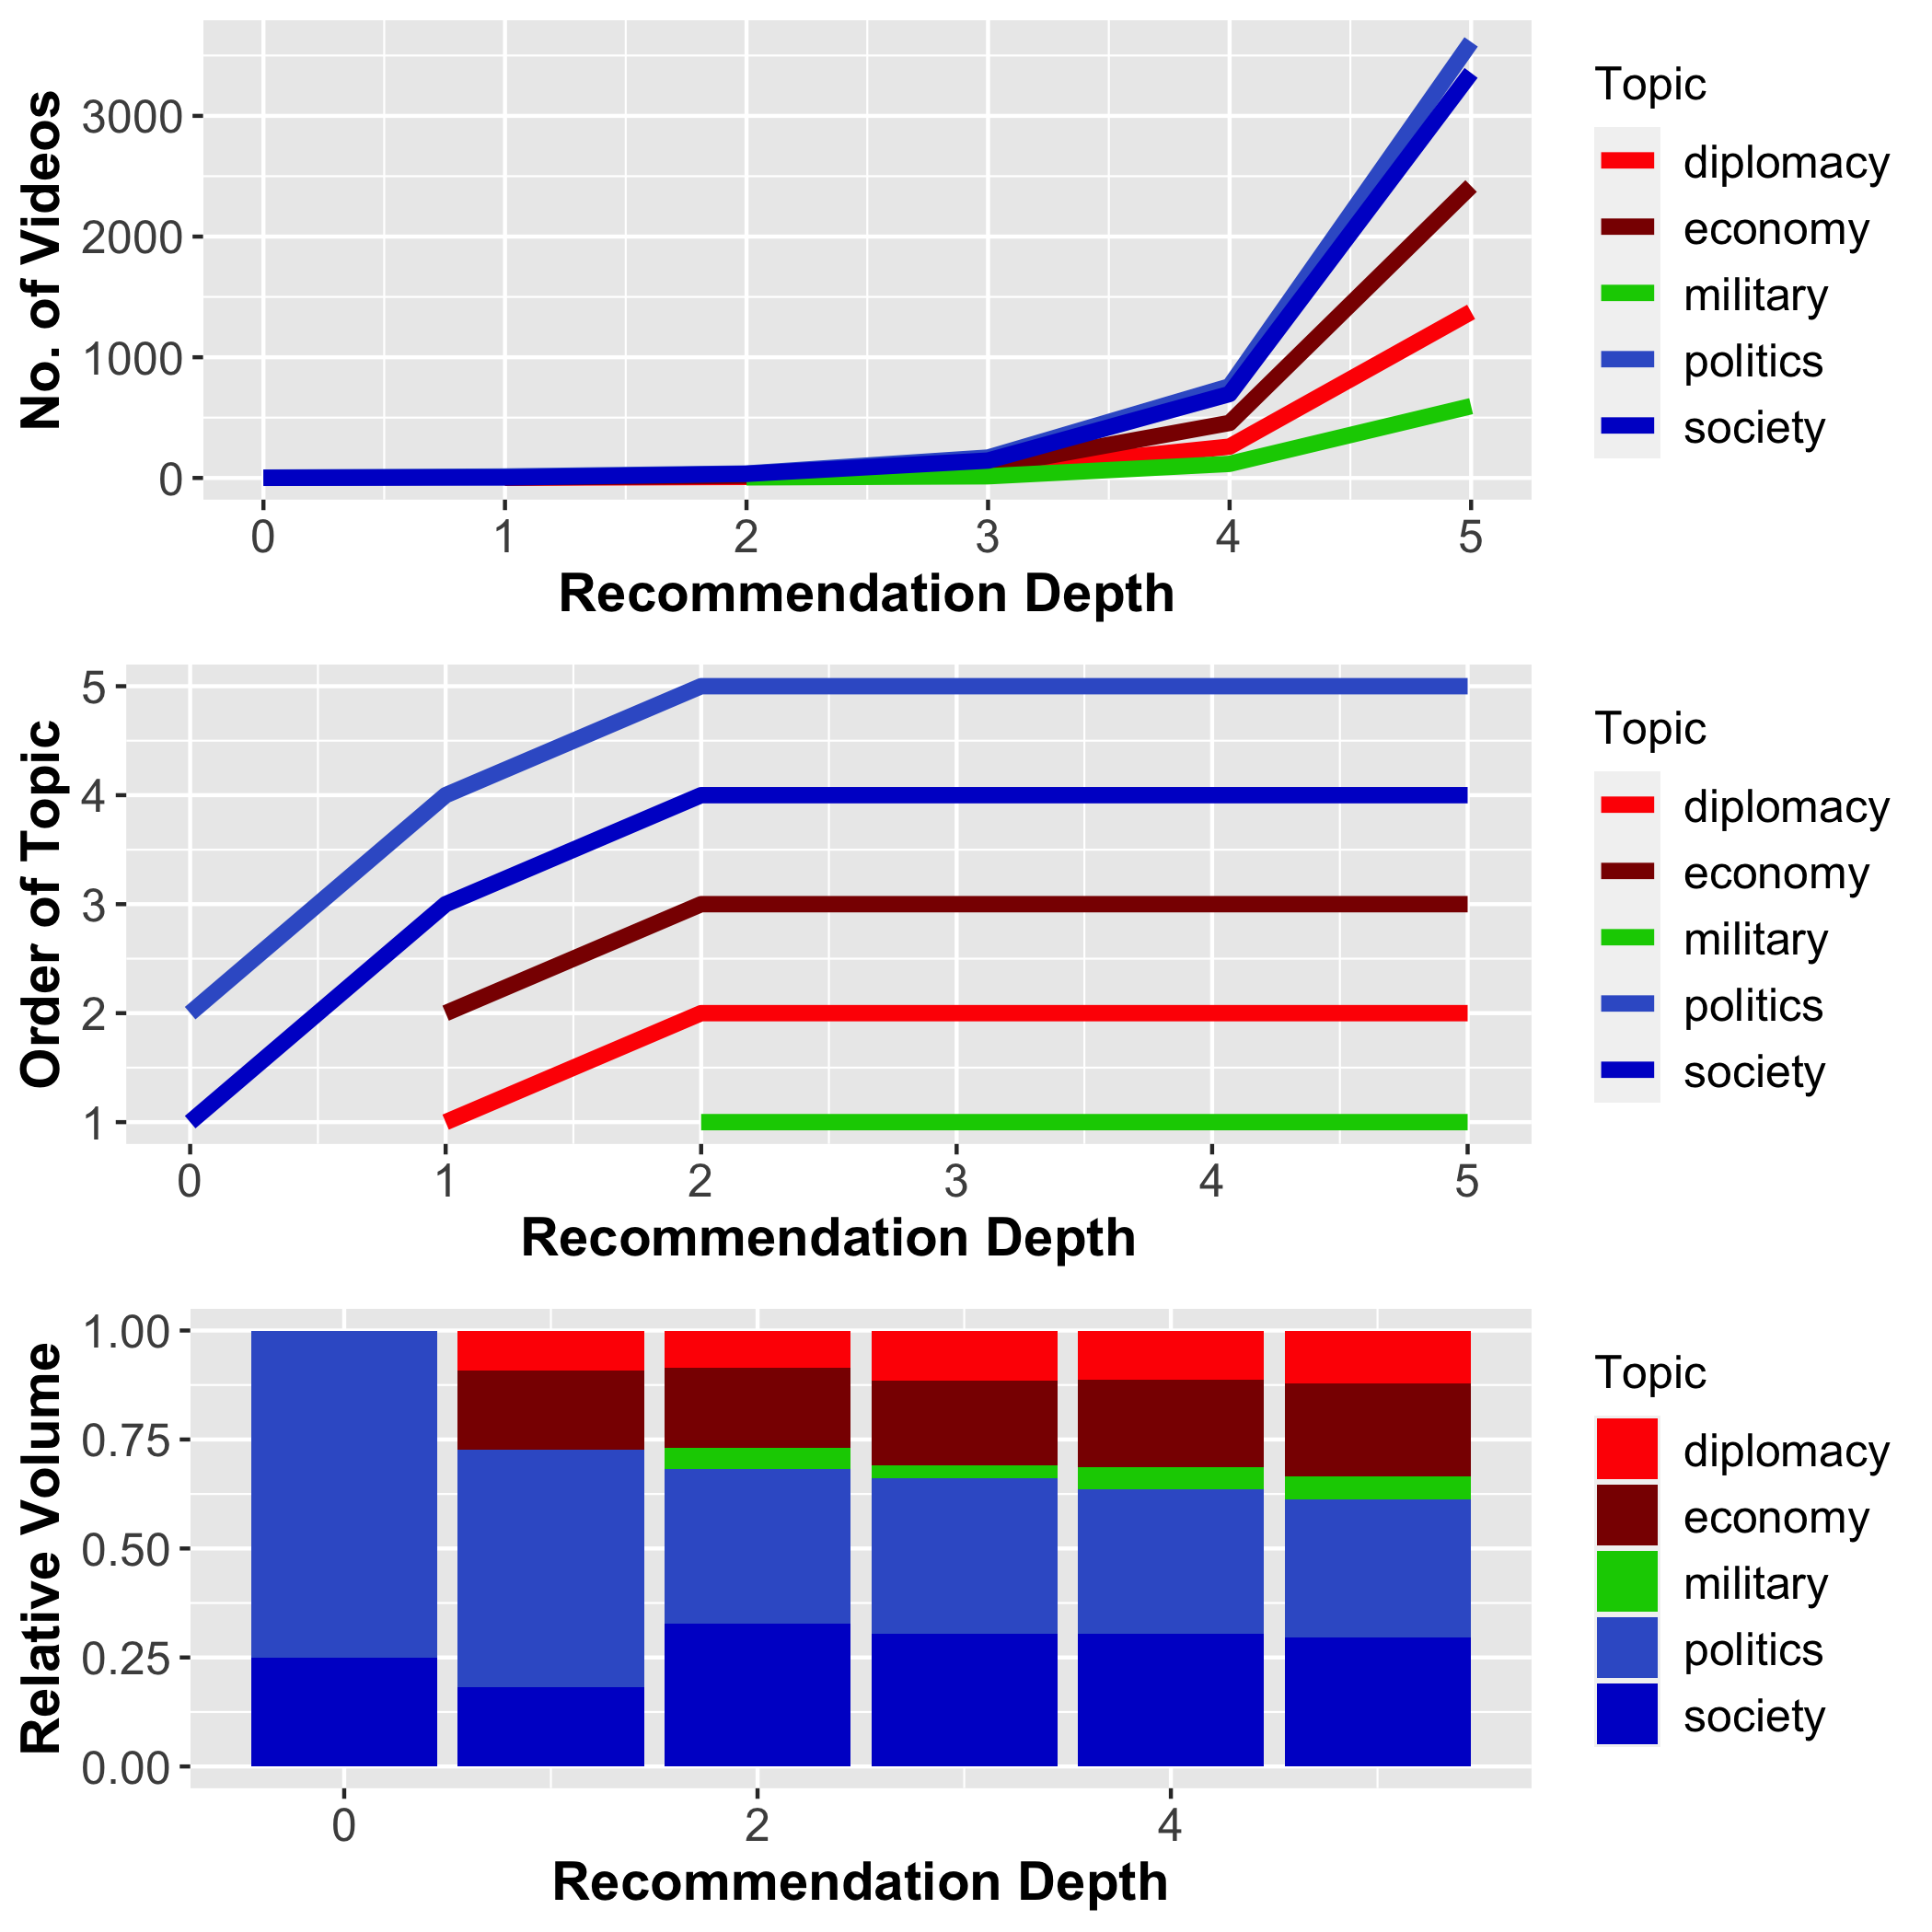 No. of Videos
3000
2000
1000
0
0 1 2 3 4 5
Recommendation Depth
Topic
diplomacy
economy
military
politics
society
Order of Topic
5
4
3
2
1
0 1 2 3 4 5
Recommendation Depth
Topic
diplomacy
economy
military
politics
society
Relative Volume
1.00
0.75
0.50
0.25
0.00
0 2 4
Recommendation Depth
Topic
diplomacy
economy
military
politics
society